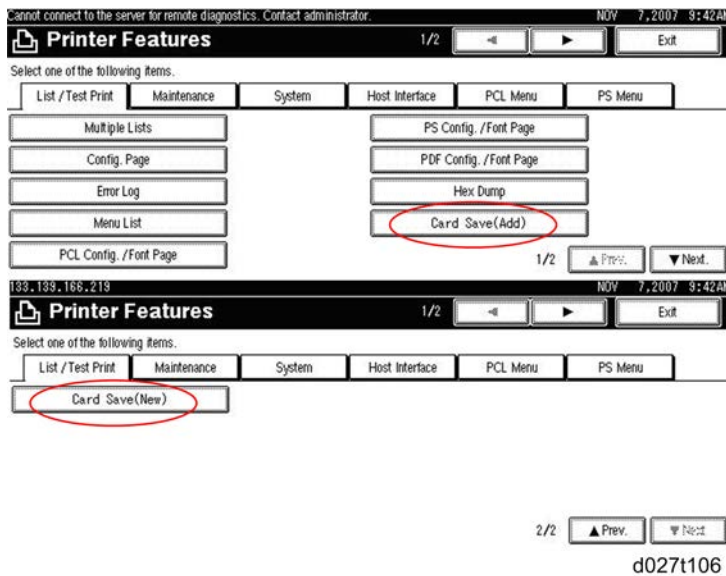 Cannot connect to the server for remote diagnostics. Contact administrator. NOV 7,2007 9:42AM
Printer Features 1/2 ◄ ► Exit
Select one of the following items.
List / Test Print Maintenance System Host Interface PCL Menu PS Menu
Multiple Lists PS Config. / Font Page
Config. Page PDF Config. / Font Page
Error Log Hex Dump
Menu List Card Save(Add)
PCL Config. / Font Page 1/2 ▲ Prev. ▼ Next.
133.139.166.219 NOV 7,2007 9:42AM
Printer Features 1/2 ◄ ► Exit
Select one of the following items.
List / Test Print Maintenance System Host Interface PCL Menu PS Menu
Card Save(New)
2/2 ▲ Prev. ▼ Next
d027t106